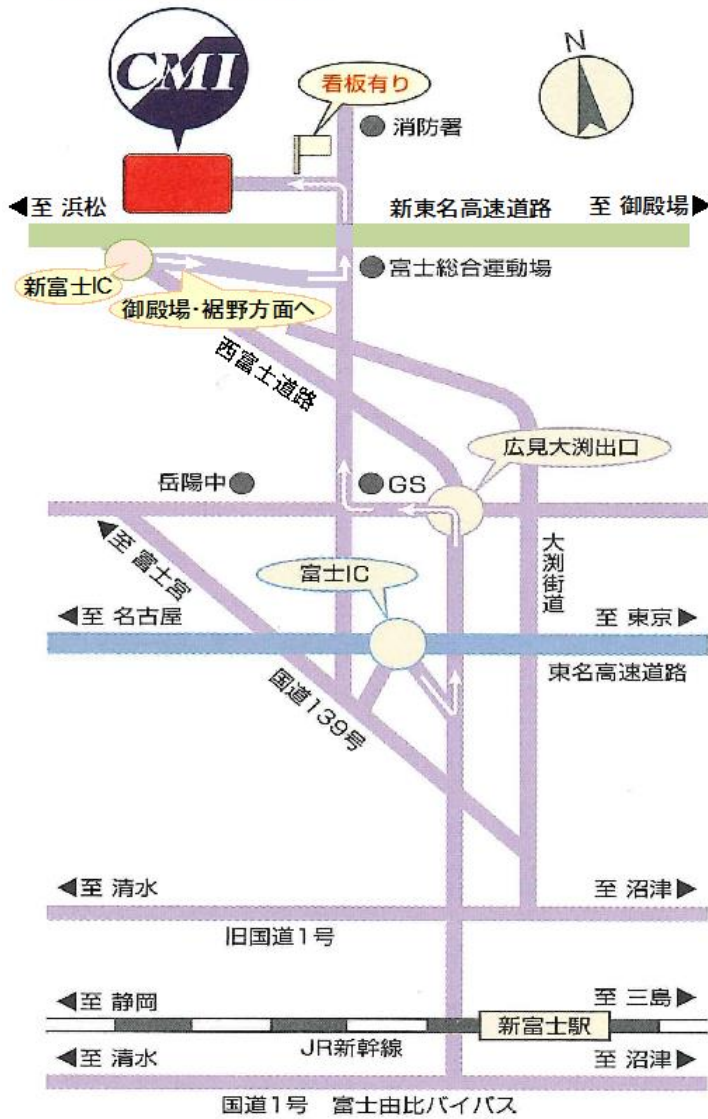 CMI
N
看板有り
消防署
至 浜松
新東名高速道路
至 御殿場
新富士IC
富士総合運動場
御殿場・裾野方面へ
西富士道路
広見大渕出口
岳陽中
GS
至 富士宮
大渕街道
富士IC
至 名古屋
至 東京
東名高速道路
国道139号
至 清水
至 沼津
旧国道1号
至 静岡
至 三島
新富士駅
JR新幹線
至 清水
至 沼津
国道1号 富士由比バイパス